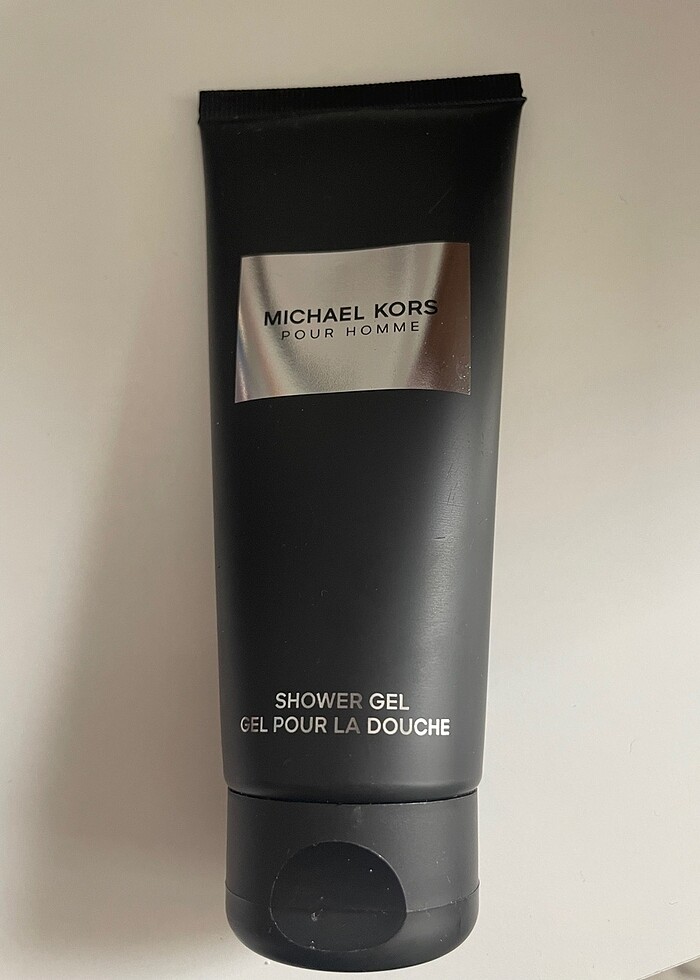 MICHAEL KORS
POUR HOMME
SHOWER GEL
GEL POUR LA DOUCHE